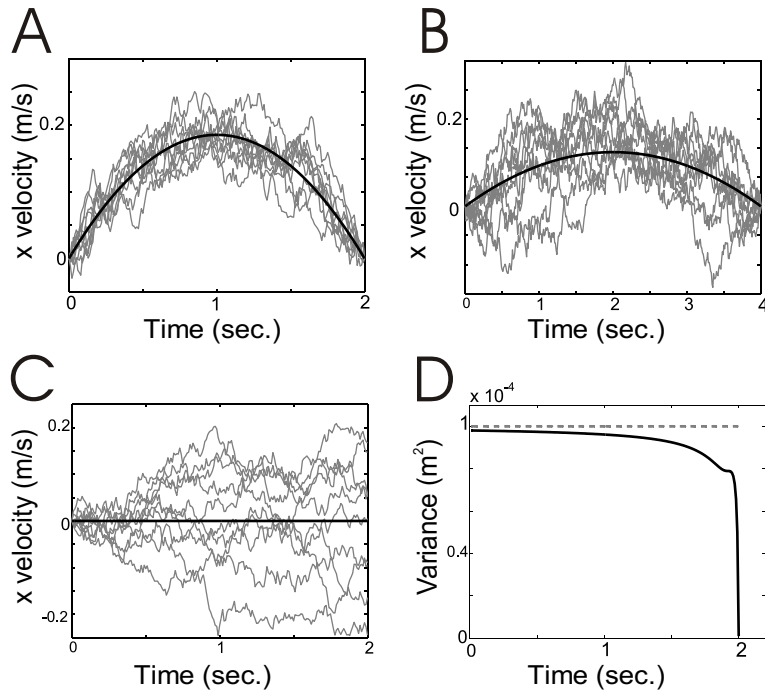 A
x velocity (m/s)
0.2
0
0
1
2
Time (sec.)
B
x velocity (m/s)
0.2
0
0
1
2
3
4
Time (sec.)
C
x velocity (m/s)
0.2
0
-0.2
0
1
2
Time (sec.)
D
x 10⁻⁴
Variance (m²)
1
0.4
0
0
1
2
Time (sec.)